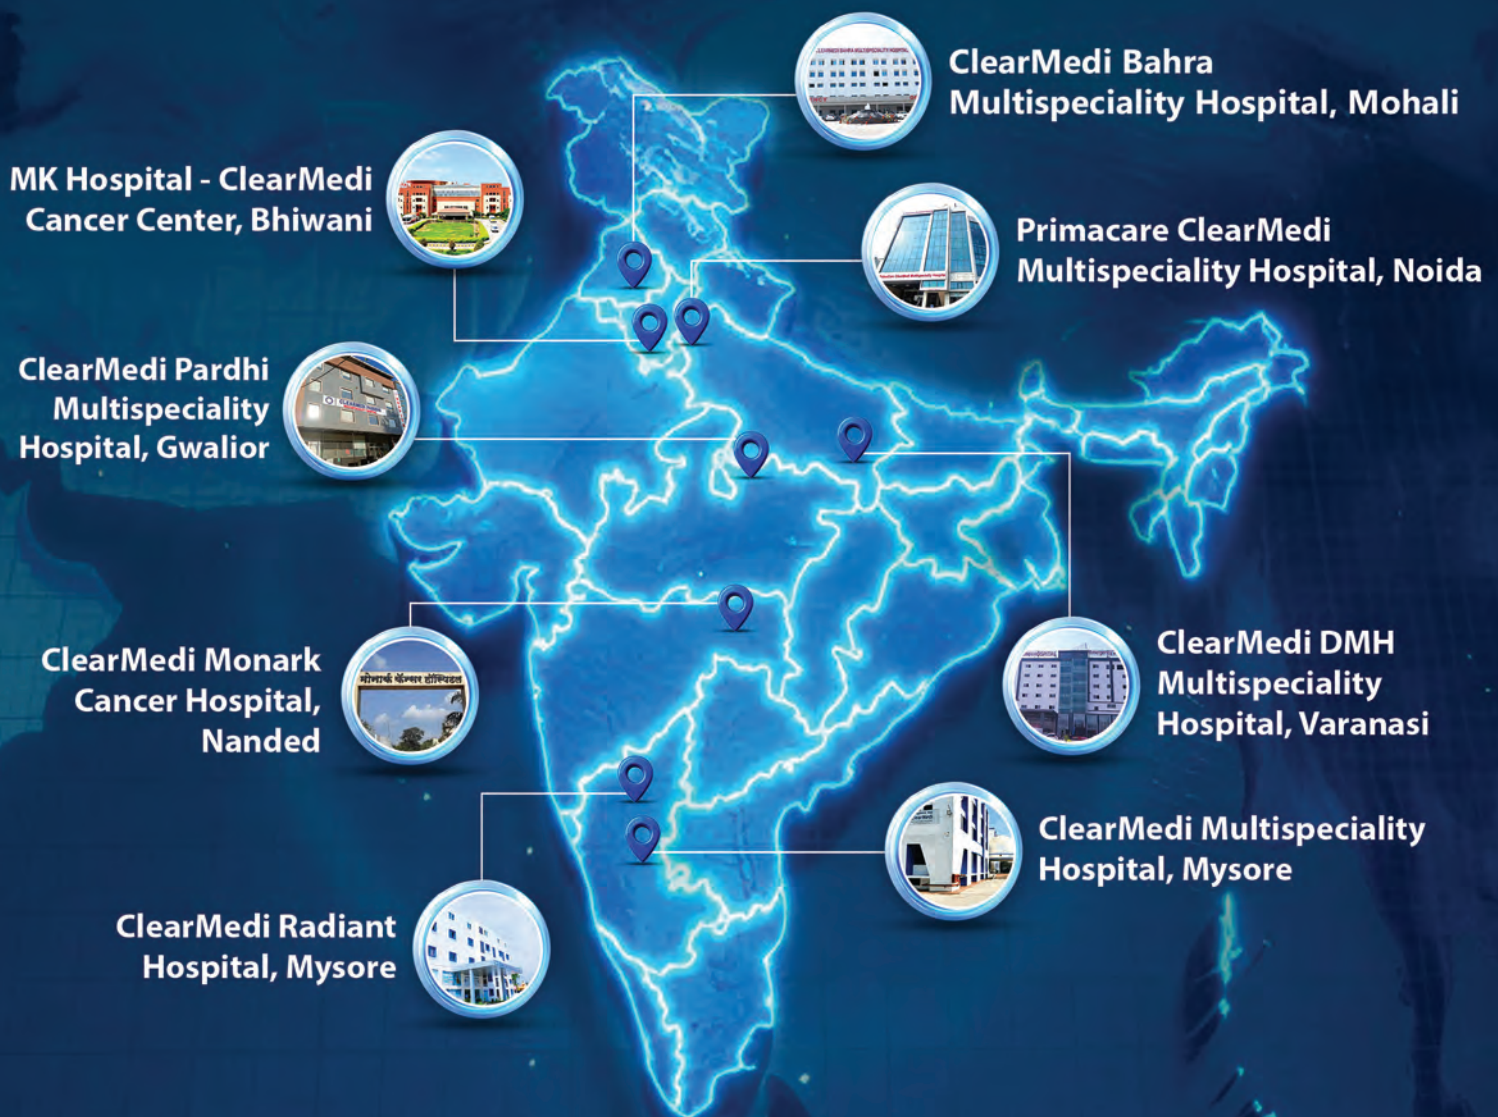 ClearMedi Bahra
Multispeciality Hospital, Mohali
MK Hospital - ClearMedi
Cancer Center, Bhiwani
Primacare ClearMedi
Multispeciality Hospital, Noida
ClearMedi Pardhi
Multispeciality
Hospital, Gwalior
ClearMedi Monark
Cancer Hospital,
Nanded
मोनार्क कॅन्सर हॉस्पिटल
ClearMedi DMH
Multispeciality
Hospital, Varanasi
ClearMedi Multispeciality
Hospital, Mysore
ClearMedi Radiant
Hospital, Mysore